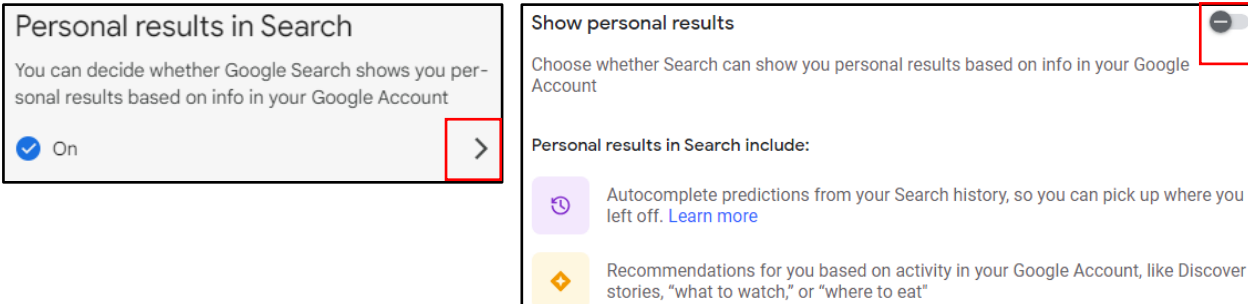 Personal results in Search
You can decide whether Google Search shows you per-
sonal results based on info in your Google Account
On
Show personal results
Choose whether Search can show you personal results based on info in your Google
Account
Personal results in Search include:
Autocomplete predictions from your Search history, so you can pick up where you
left off. Learn more
Recommendations for you based on activity in your Google Account, like Discover
stories, “what to watch,” or “where to eat"